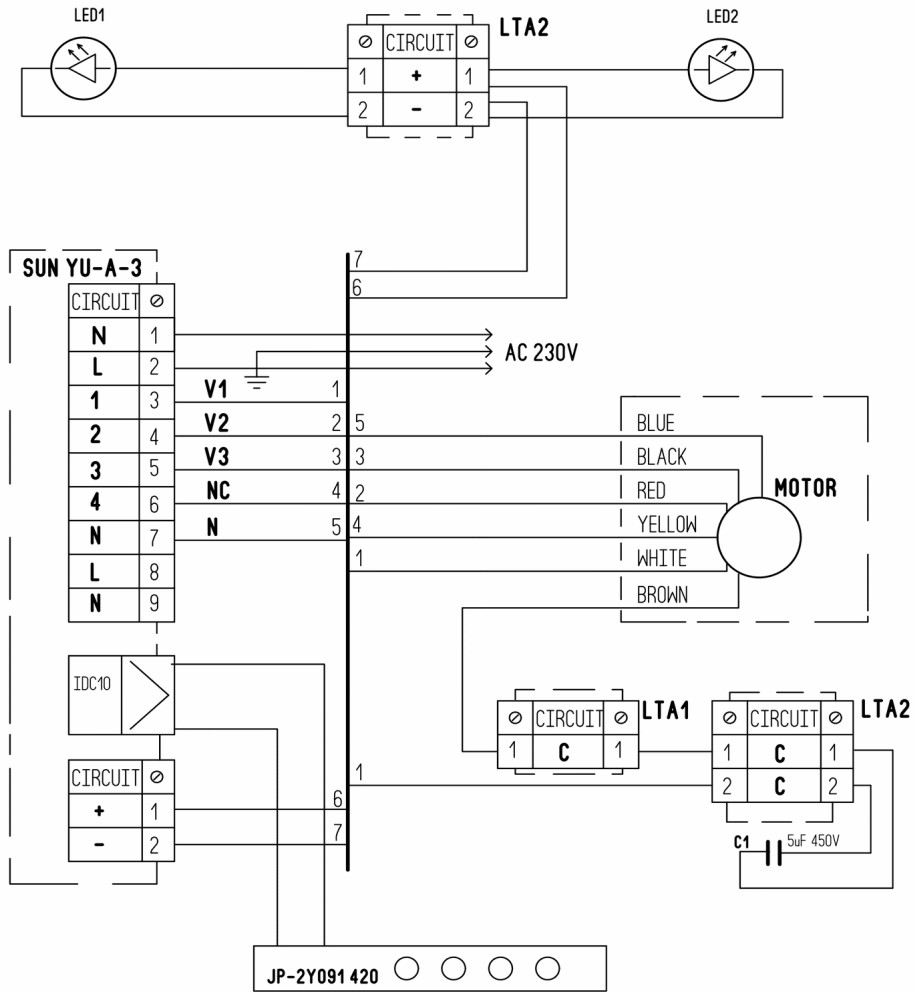 LED1
LED2
LTA2
CIRCUIT
1 + 1
2 - 2
SUN YU-A-3
CIRCUIT
N 1
L 2
1 3
2 4
3 5
4 6
N 7
L 8
N 9
7
6
AC 230V
V1 1
V2 2 5 BLUE
V3 3 3 BLACK
NC 4 2 RED
N 5 4 YELLOW
1 WHITE
BROWN
MOTOR
IDC10
CIRCUIT
+ 1
- 2
1
6
7
CIRCUIT LTA1
1 C 1
CIRCUIT LTA2
1 C 1
2 C 2
C1 5uF 450V
JP-2Y091 420